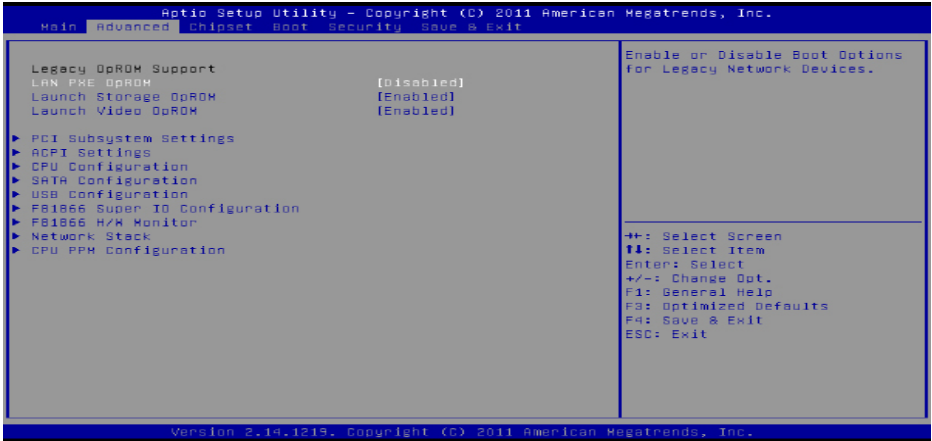 Aptio Setup Utility - Copyright (C) 2011 American Megatrends, Inc.
Main Advanced Chipset Boot Security Save & Exit
Legacy OpROM Support
LAN PXE OpROM [Disabled]
Launch Storage OpROM [Enabled]
Launch Video OpROM [Enabled]
► PCI Subsystem Settings
► ACPI Settings
► CPU Configuration
► SATA Configuration
► USB Configuration
► F81866 Super IO Configuration
► F81866 H/W Monitor
► Network Stack
► CPU PPM Configuration
Enable or Disable Boot Options
for Legacy Network Devices.
→←: Select Screen
↑↓: Select Item
Enter: Select
+/-: Change Opt.
F1: General Help
F3: Optimized Defaults
F4: Save & Exit
ESC: Exit
Version 2.14.1219. Copyright (C) 2011 American Megatrends, Inc.